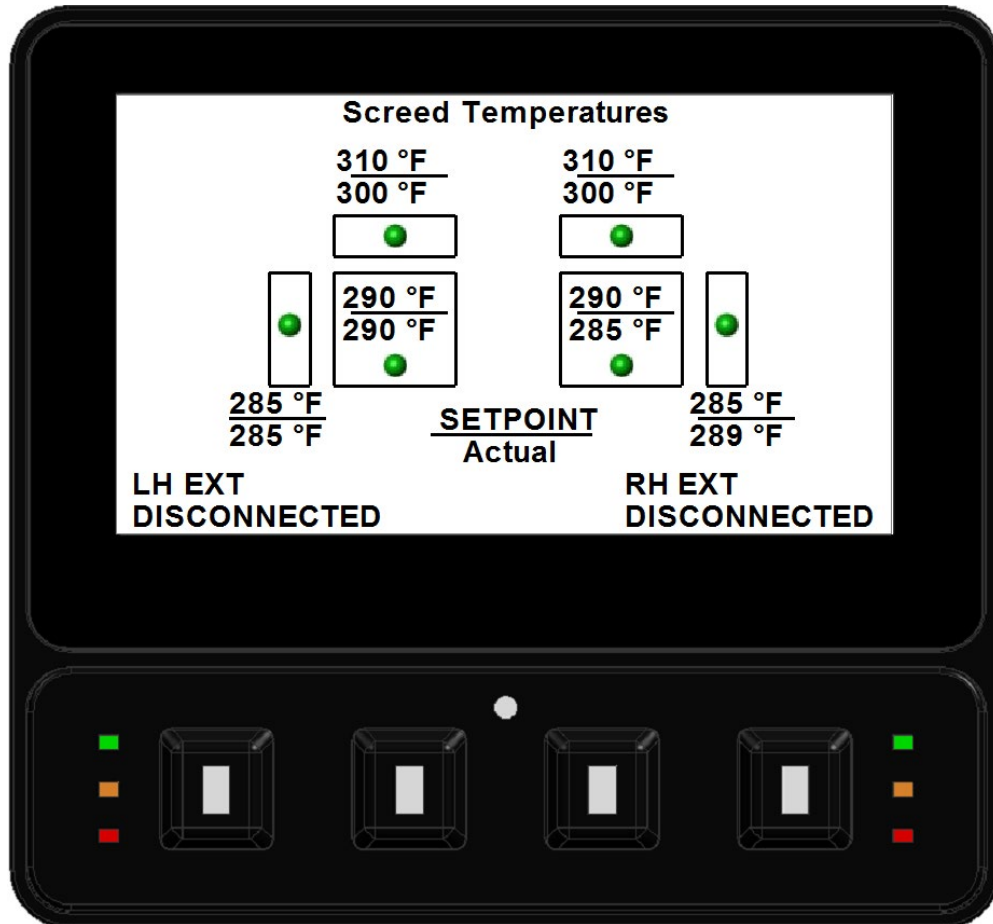 Screed Temperatures
310 °F 310 °F
300 °F 300 °F
290 °F 290 °F
290 °F 285 °F
285 °F SETPOINT 285 °F
285 °F Actual 289 °F
LH EXT RH EXT
DISCONNECTED DISCONNECTED